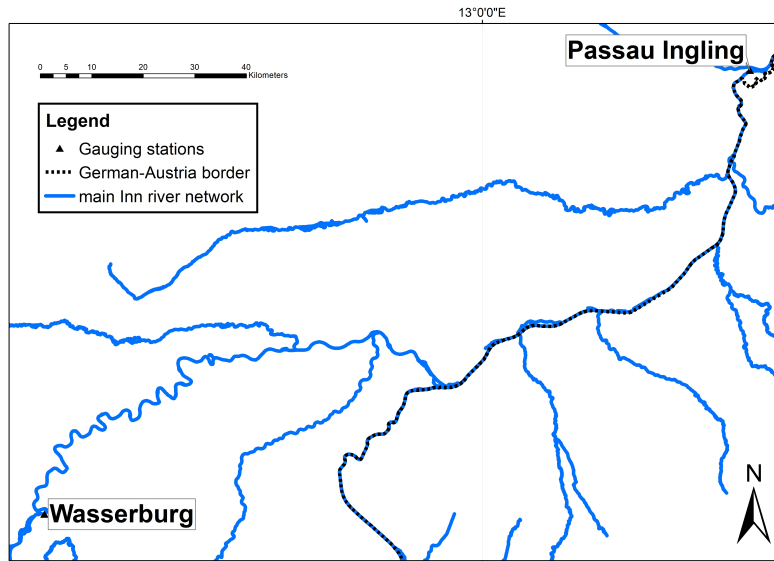 13°0'0"E
Passau Ingling
0 5 10 20 30 40
Kilometers
Legend
Gauging stations
German-Austria border
main Inn river network
N
Wasserburg